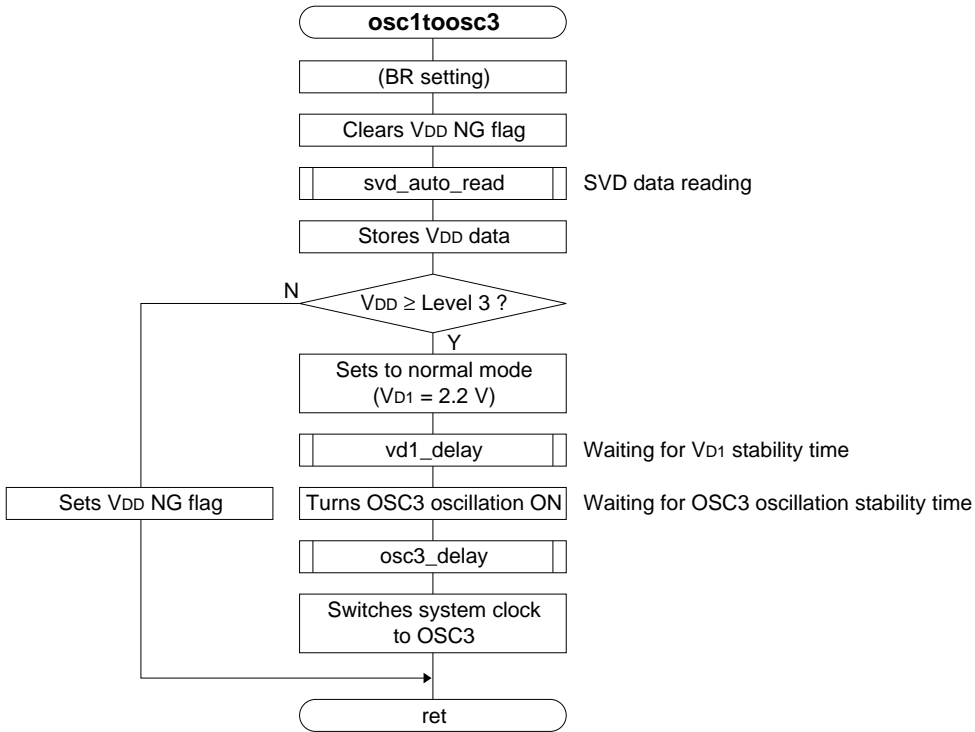 osc1toosc3
(BR setting)
Clears VDD NG flag
svd_auto_read
SVD data reading
Stores VDD data
N
VDD ≥ Level 3 ?
Y
Sets to normal mode
(VD1 = 2.2 V)
vd1_delay
Waiting for VD1 stability time
Sets VDD NG flag
Turns OSC3 oscillation ON
Waiting for OSC3 oscillation stability time
osc3_delay
Switches system clock
to OSC3
ret